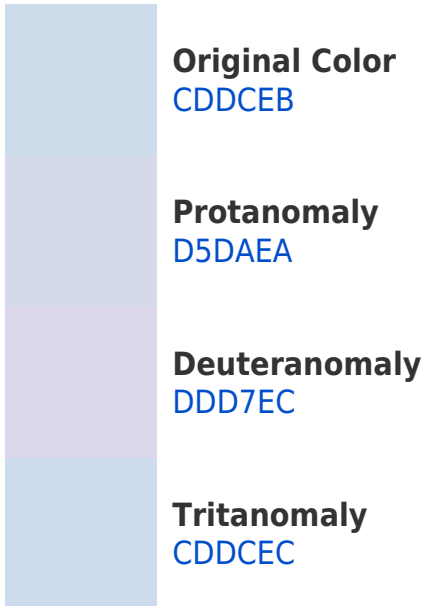 Original Color
CDDCEB
Protanomaly
D5DAEA
Deuteranomaly
DDD7EC
Tritanomaly
CDDCEC